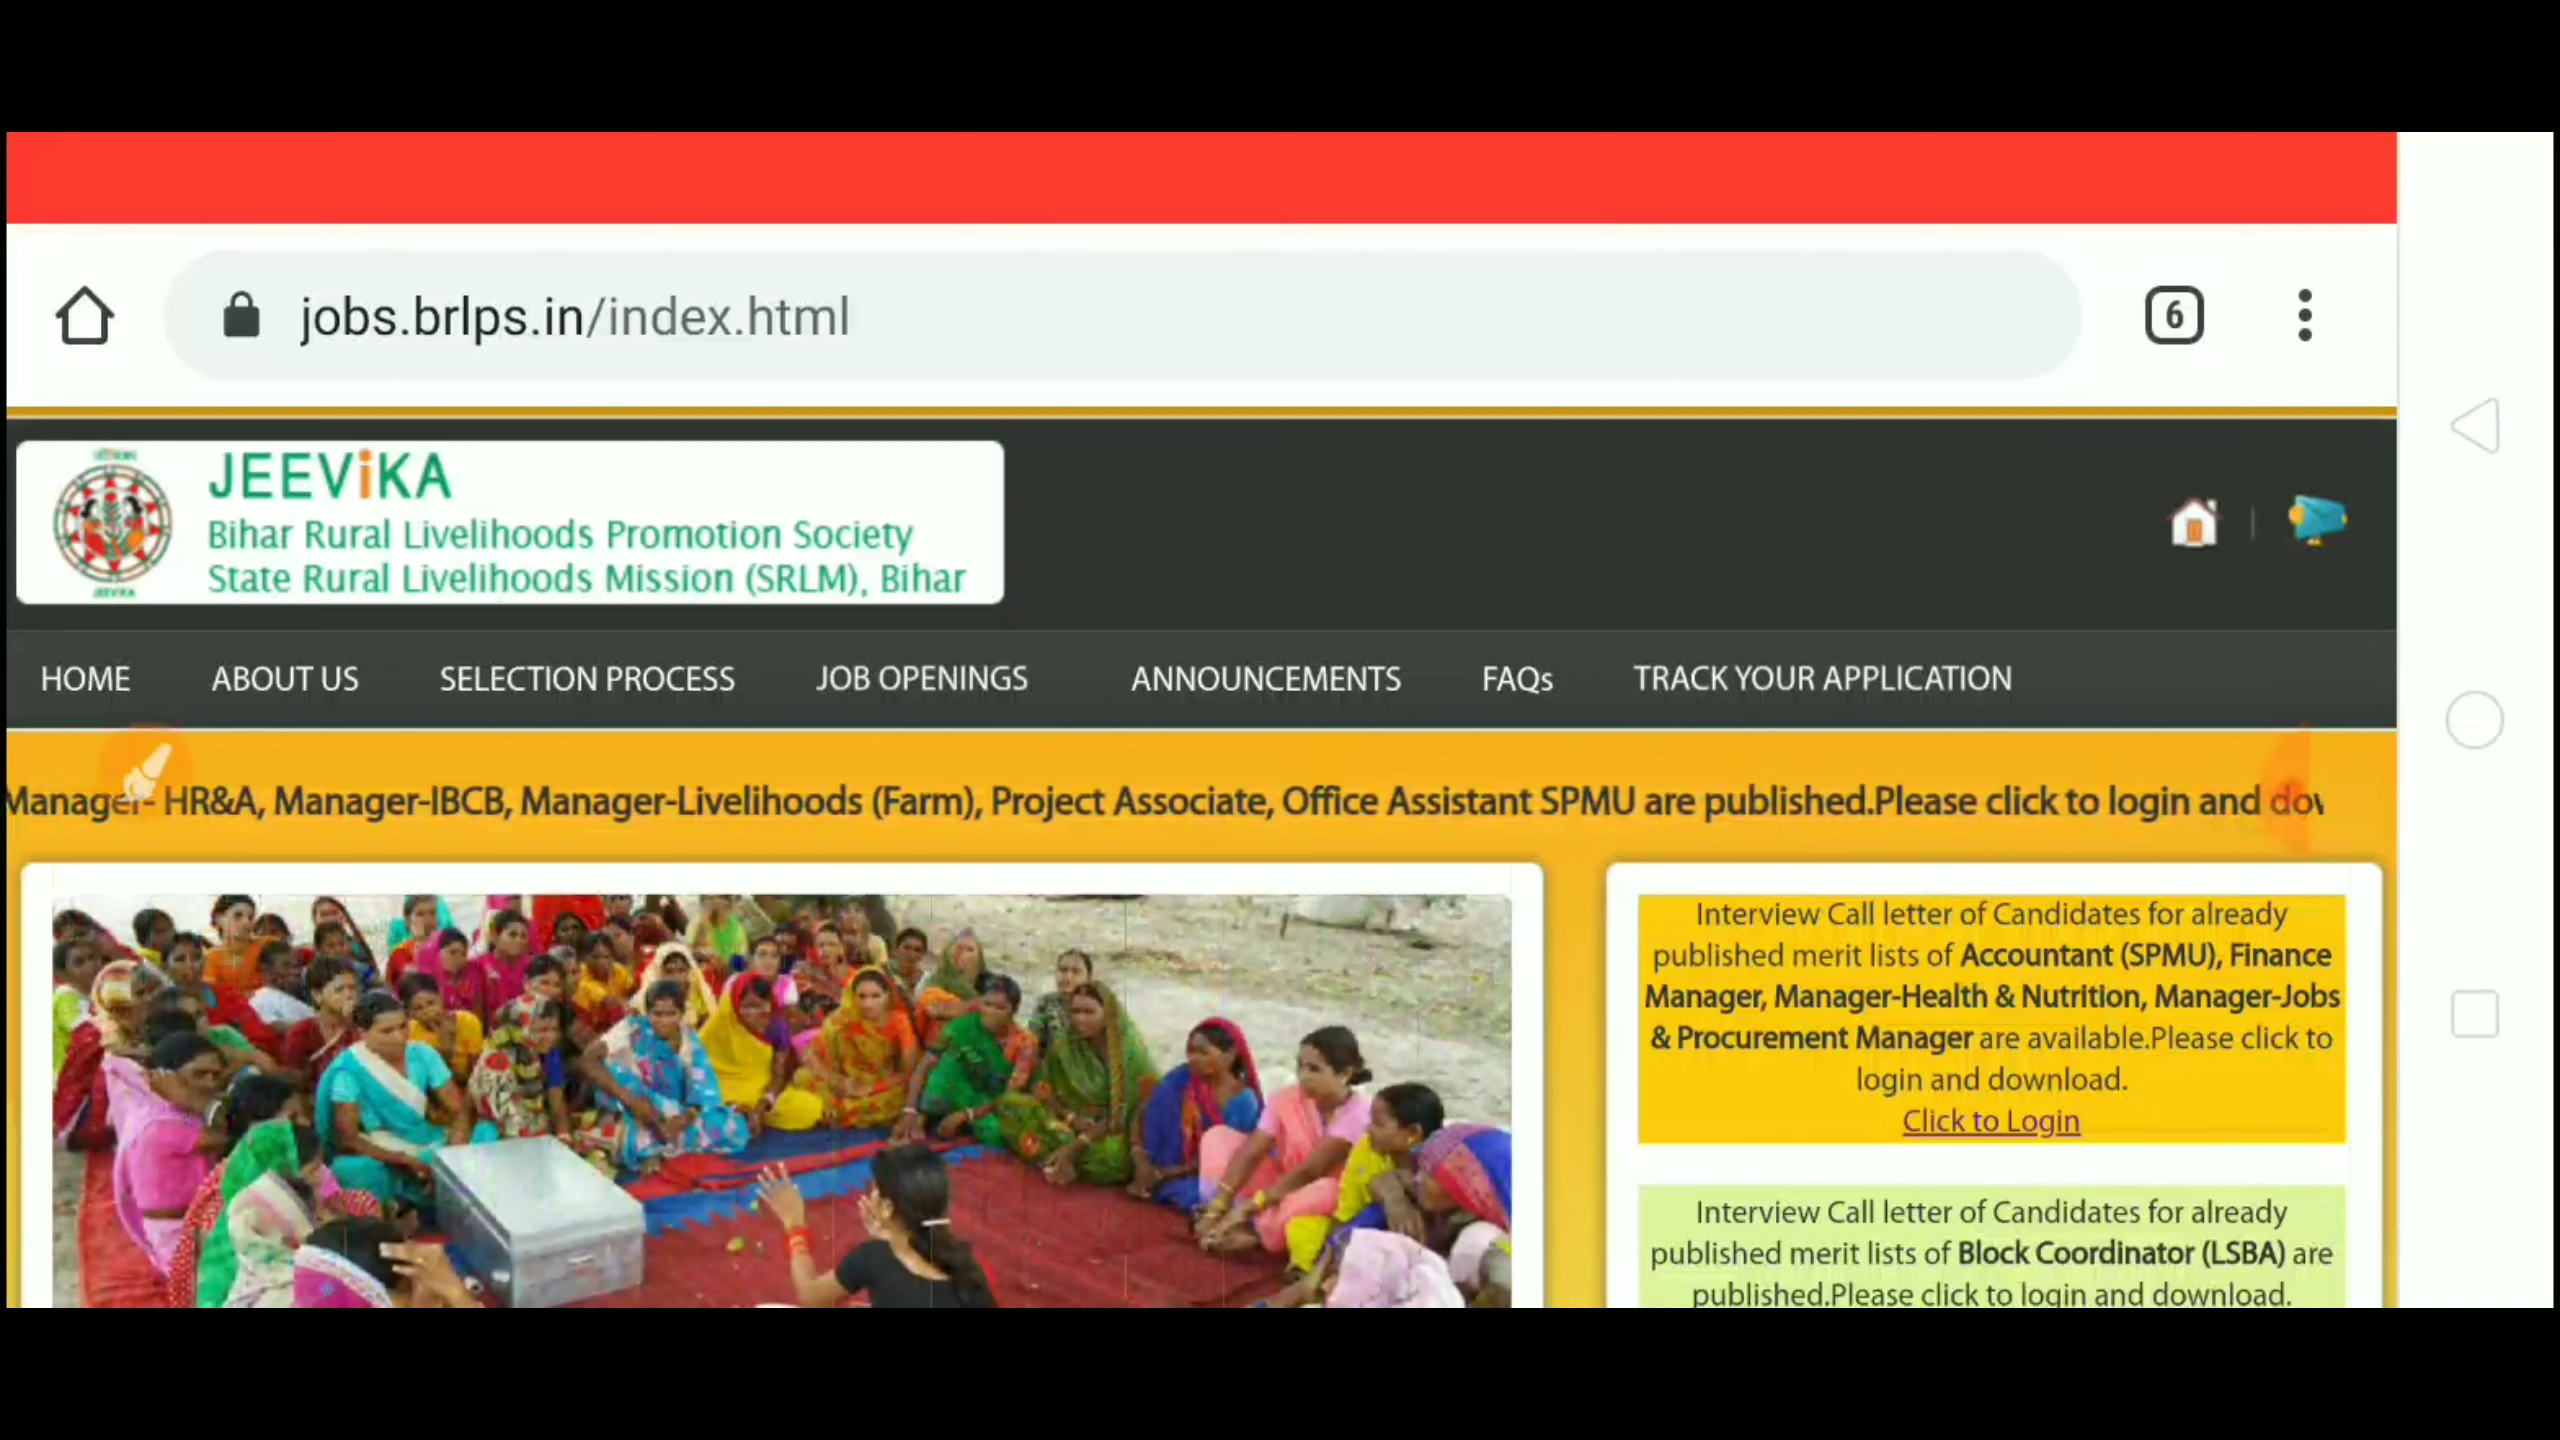 jobs.brlps.in/index.html
6
JEEViKA
Bihar Rural Livelihoods Promotion Society
State Rural Livelihoods Mission (SRLM), Bihar
HOME ABOUT US SELECTION PROCESS JOB OPENINGS ANNOUNCEMENTS FAQs TRACK YOUR APPLICATION
Manager- HR&A, Manager-IBCB, Manager-Livelihoods (Farm), Project Associate, Office Assistant SPMU are published.Please click to login and
Interview Call letter of Candidates for already
published merit lists of Accountant (SPMU), Finance
Manager, Manager-Health & Nutrition, Manager-Jobs
& Procurement Manager are available.Please click to
login and download.
Click to Login
Interview Call letter of Candidates for already
published merit lists of Block Coordinator (LSBA) are
published.Please click to login and download.